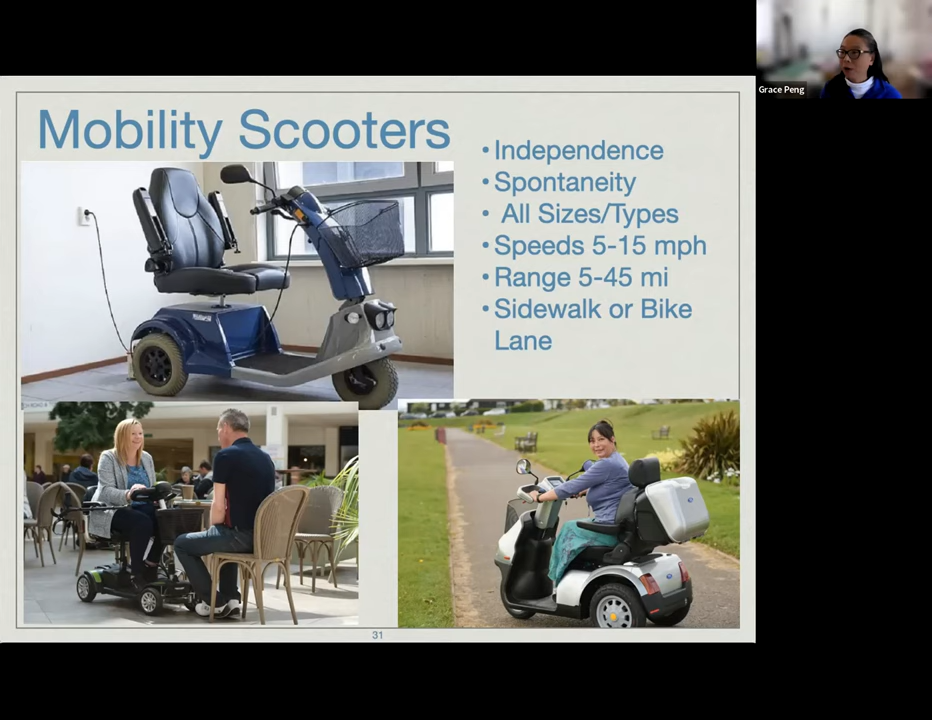 Mobility Scooters
• Independence
• Spontaneity
• All Sizes/Types
• Speeds 5-15 mph
• Range 5-45 mi
• Sidewalk or Bike
Lane
31
Grace Peng